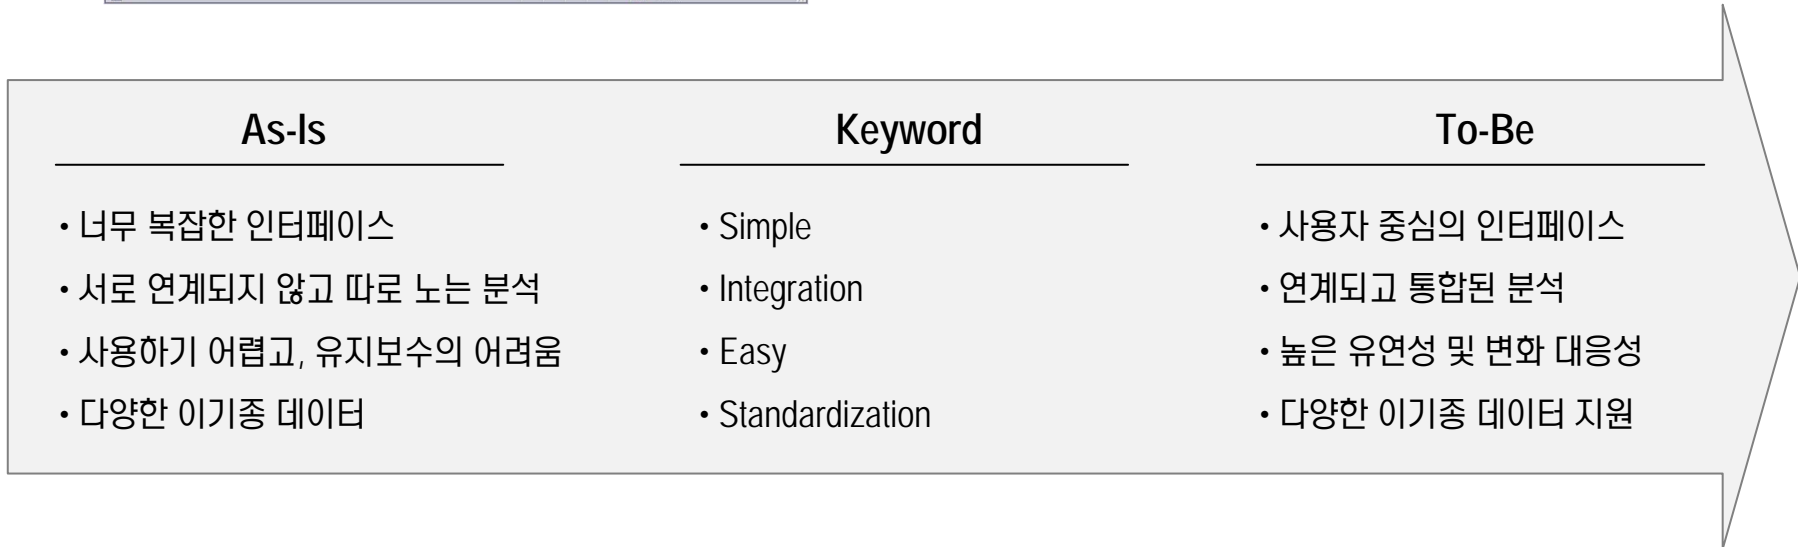 As-Is
• 너무 복잡한 인터페이스
• 서로 연계되지 않고 따로 노는 분석
• 사용하기 어렵고, 유지보수의 어려움
• 다양한 이기종 데이터
Keyword
• Simple
• Integration
• Easy
• Standardization
To-Be
• 사용자 중심의 인터페이스
• 연계되고 통합된 분석
• 높은 유연성 및 변화 대응성
• 다양한 이기종 데이터 지원